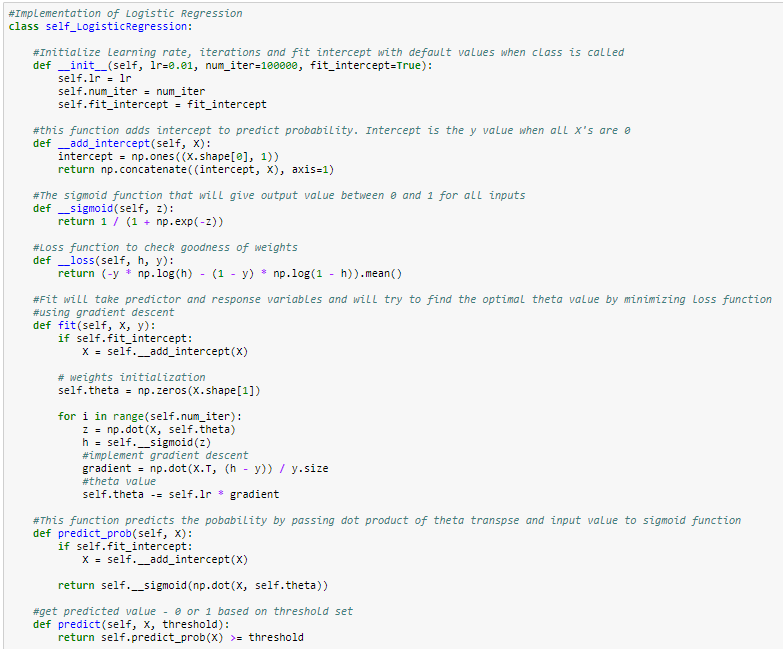 #Implementation of Logistic Regression
class self_LogisticRegression:
    #Initialize learning rate, iterations and fit intercept with default values when class is called
    def __init__(self, lr=0.01, num_iter=100000, fit_intercept=True):
        self.lr = lr
        self.num_iter = num_iter
        self.fit_intercept = fit_intercept
    #this function adds intercept to predict probability. Intercept is the y value when all X's are 0
    def __add_intercept(self, X):
        intercept = np.ones((X.shape[0], 1))
        return np.concatenate((intercept, X), axis=1)
    #The sigmoid function that will give output value between 0 and 1 for all inputs
    def __sigmoid(self, z):
        return 1 / (1 + np.exp(-z))
    #Loss function to check goodness of weights
    def __loss(self, h, y):
        return (-y * np.log(h) - (1 - y) * np.log(1 - h)).mean()
    #Fit will take predictor and response variables and will try to find the optimal theta value by minimizing loss function
    #using gradient descent
    def fit(self, X, y):
        if self.fit_intercept:
            X = self.__add_intercept(X)
        # weights initialization
        self.theta = np.zeros(X.shape[1])
        for i in range(self.num_iter):
            z = np.dot(X, self.theta)
            h = self.__sigmoid(z)
            #implement gradient descent
            gradient = np.dot(X.T, (h - y)) / y.size
            #theta value
            self.theta -= self.lr * gradient
    #This function predicts the pobability by passing dot product of theta transpse and input value to sigmoid function
    def predict_prob(self, X):
        if self.fit_intercept:
            X = self.__add_intercept(X)
        return self.__sigmoid(np.dot(X, self.theta))
    #get predicted value - 0 or 1 based on threshold set
    def predict(self, X, threshold):
        return self.predict_prob(X) >= threshold